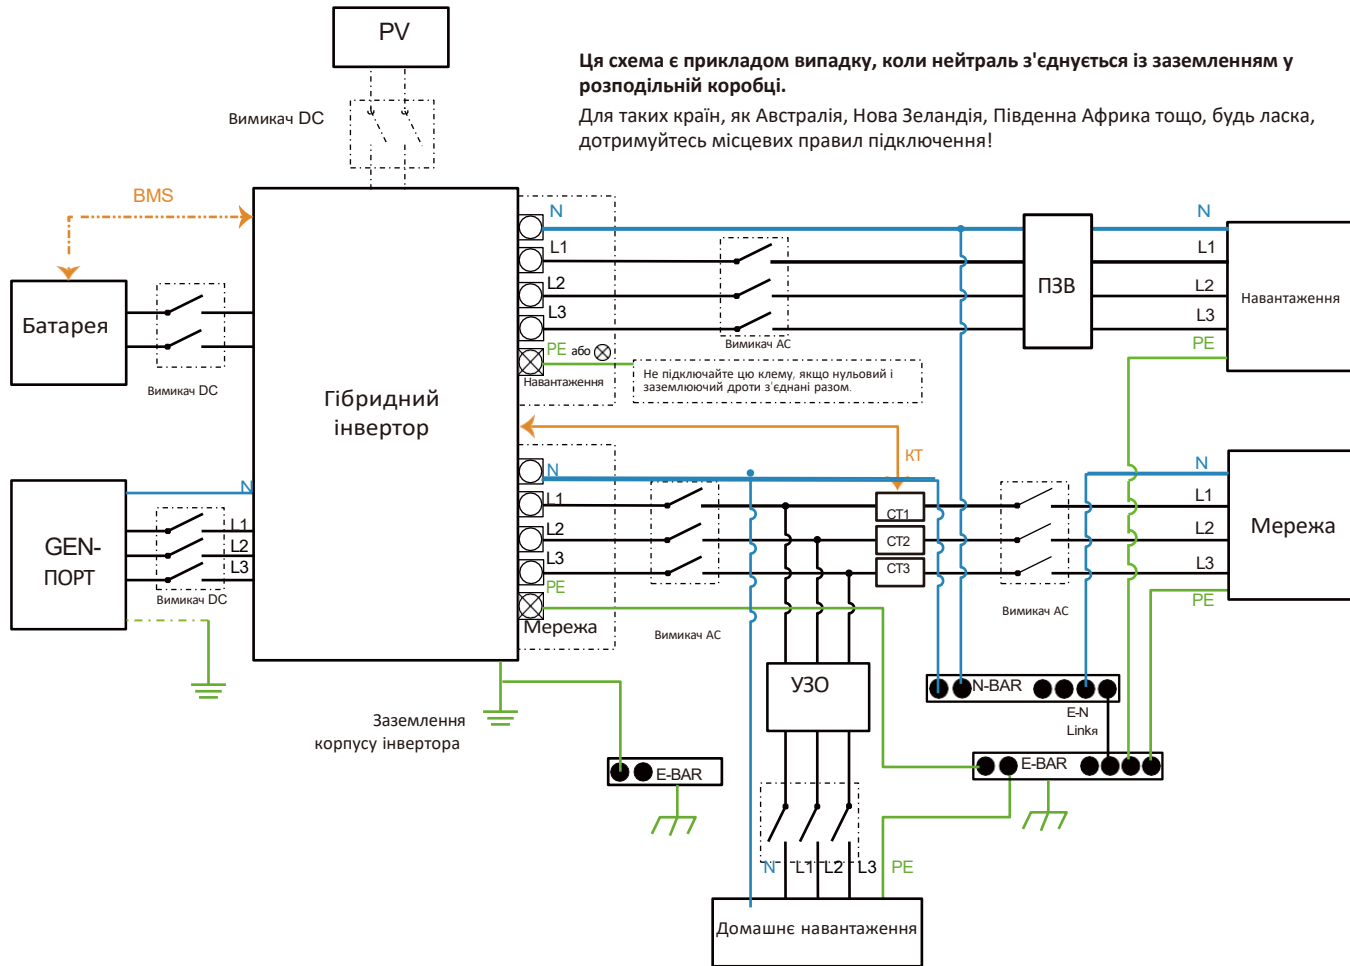 PV
Ця схема є прикладом випадку, коли нейтраль з'єднується із заземленням у
розподільній коробці.
Для таких країн, як Австралія, Нова Зеландія, Південна Африка тощо, будь ласка,
дотримуйтесь місцевих правил підключення!
Вимикач DC
BMS
N
L1
L2
L3
PE або
Навантаження
Не підключайте цю клему, якщо нульовий і
заземлюючий дроти з'єднані разом.
Вимикач AC
ПЗВ
N
L1
L2
L3
PE
Навантаження
Батарея
Вимикач DC
Гібридний
інвертор
КТ
N
L1
L2
L3
PE
Мережа
Вимикач AC
CT1
CT2
CT3
Вимикач AC
N
L1
L2
L3
PE
Мережа
GEN-
ПОРТ
N
L1
L2
L3
Вимикач DC
УЗО
N-BAR
E-N
Linkя
E-BAR
Заземлення
корпусу інвертора
E-BAR
N
L1
L2
L3
PE
Домашнє навантаження